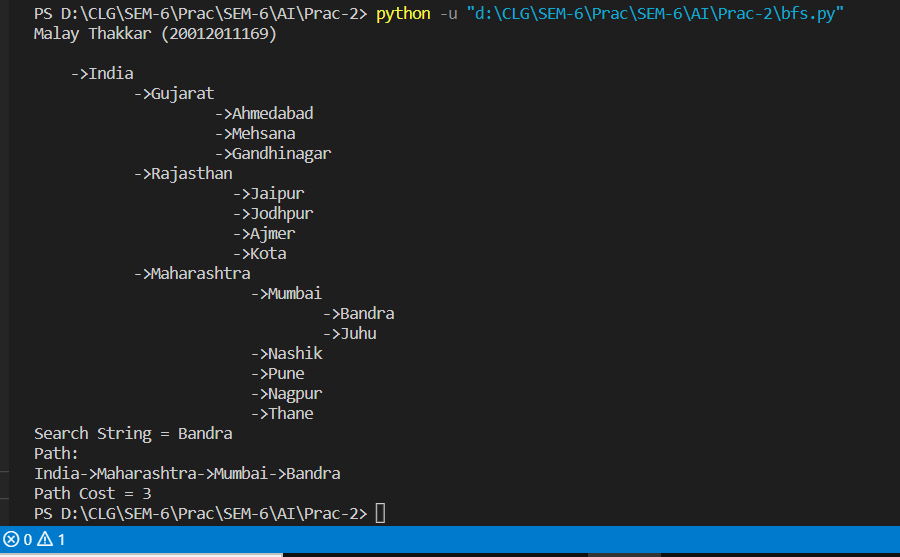 PS D:\CLG\SEM-6\Prac\SEM-6\AI\Prac-2> python -u "d:\CLG\SEM-6\Prac\SEM-6\AI\Prac-2\bfs.py"
Malay Thakkar (20012011169)
->India
->Gujarat
->Ahmedabad
->Mehsana
->Gandhinagar
->Rajasthan
->Jaipur
->Jodhpur
->Ajmer
->Kota
->Maharashtra
->Mumbai
->Bandra
->Juhu
->Nashik
->Pune
->Nagpur
->Thane
Search String = Bandra
Path:
India->Maharashtra->Mumbai->Bandra
Path Cost = 3
PS D:\CLG\SEM-6\Prac\SEM-6\AI\Prac-2>
0 1